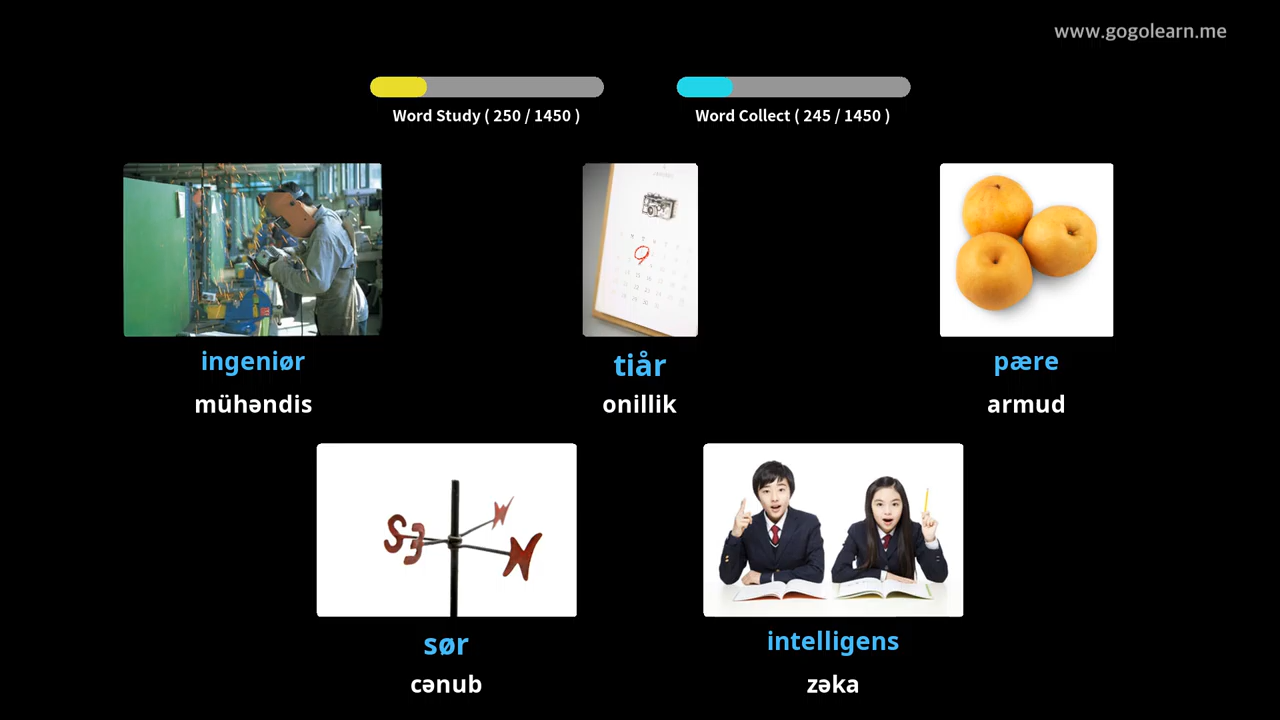 www.gogolearn.me
Word Study ( 250 / 1450 )
Word Collect ( 245 / 1450 )
ingeniør
tiår
pære
mühəndis
onillik
armud
sør
intelligens
cənub
zəka